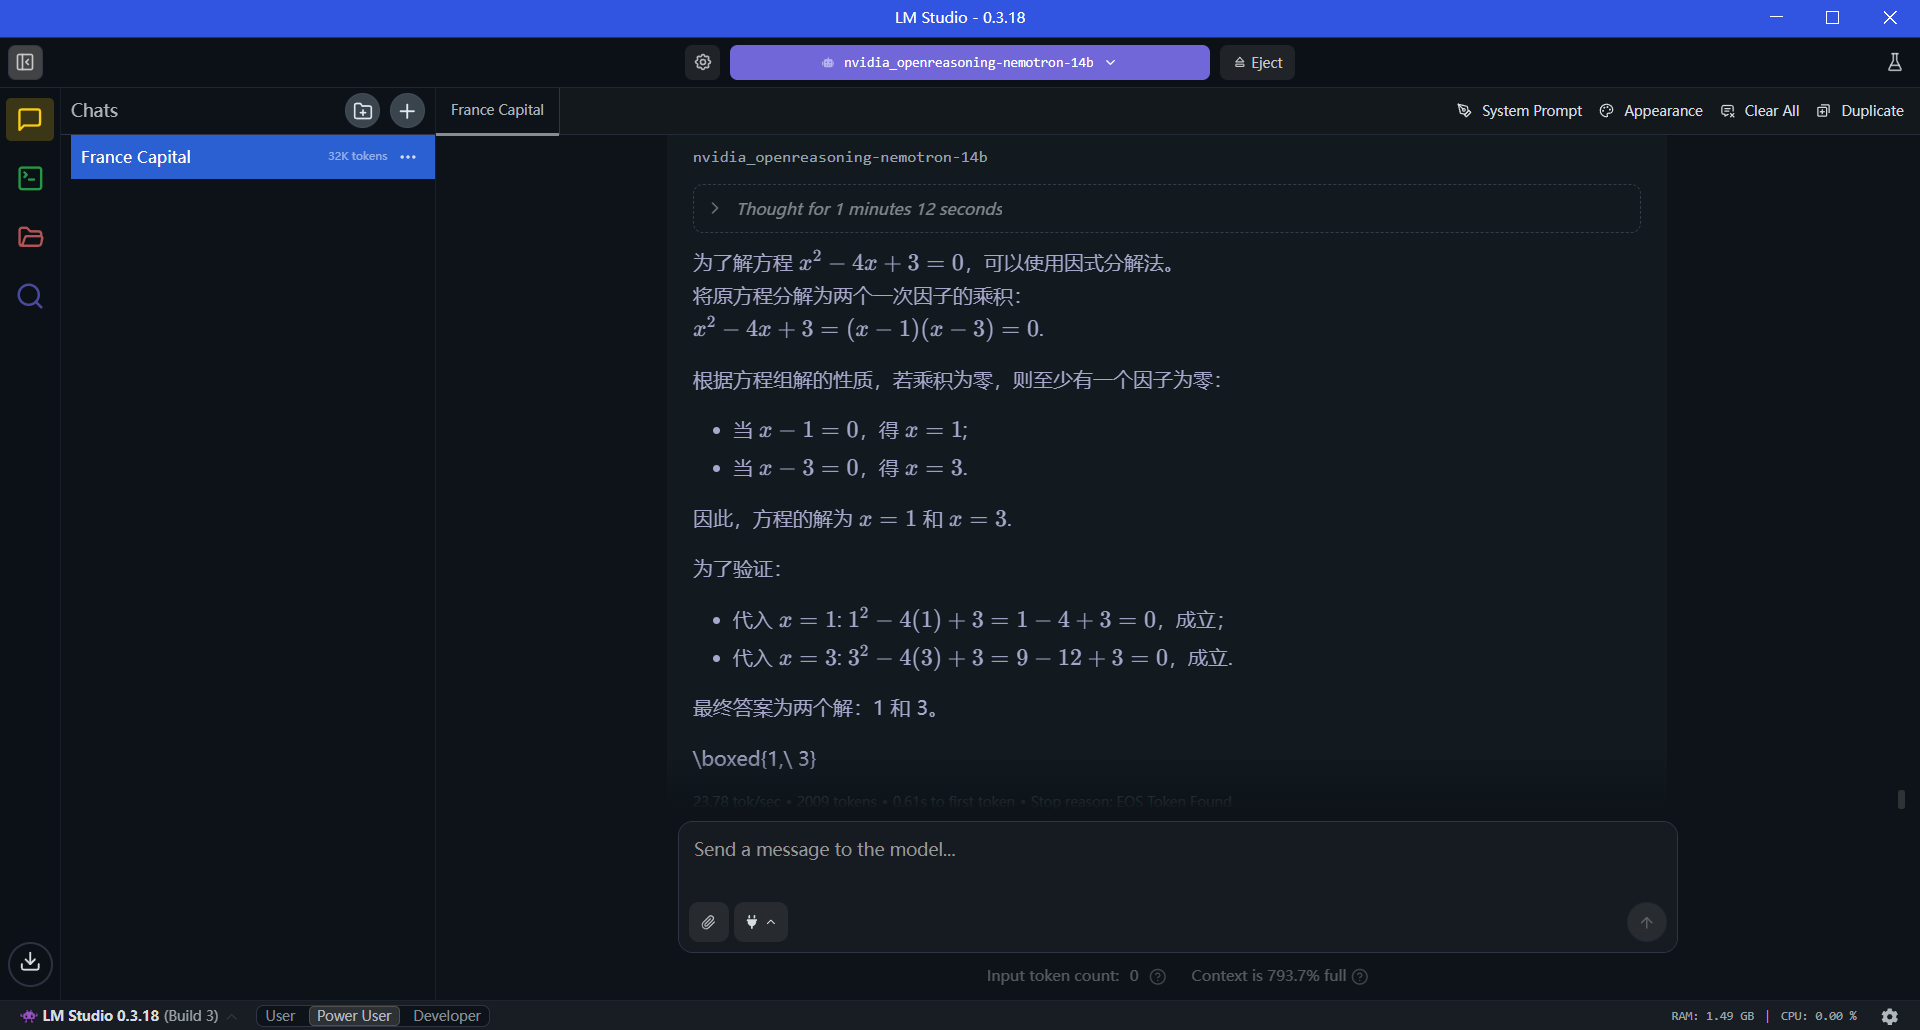 LM Studio - 0.3.18
nvidia_openreasoning-nemotron-14b
Eject
Chats
France Capital
System Prompt
Appearance
Clear All
Duplicate
France Capital
32K tokens
nvidia_openreasoning-nemotron-14b
Thought for 1 minutes 12 seconds
为了解方程 x² − 4x + 3 = 0，可以使用因式分解法。
将原方程分解为两个一次因子的乘积：
x² − 4x + 3 = (x − 1)(x − 3) = 0.
根据方程组解的性质，若乘积为零，则至少有一个因子为零：
• 当 x − 1 = 0，得 x = 1;
• 当 x − 3 = 0，得 x = 3.
因此，方程的解为 x = 1 和 x = 3.
为了验证：
• 代入 x = 1: 1² − 4(1) + 3 = 1 − 4 + 3 = 0，成立；
• 代入 x = 3: 3² − 4(3) + 3 = 9 − 12 + 3 = 0，成立.
最终答案为两个解：1 和 3。
\boxed{1,\ 3}
23.78 tok/sec • 2009 tokens • 0.61s to first token • Stop reason: EOS Token Found
Send a message to the model...
Input token count: 0
Context is 793.7% full
LM Studio 0.3.18 (Build 3)
User
Power User
Developer
RAM: 1.49 GB | CPU: 0.00 %